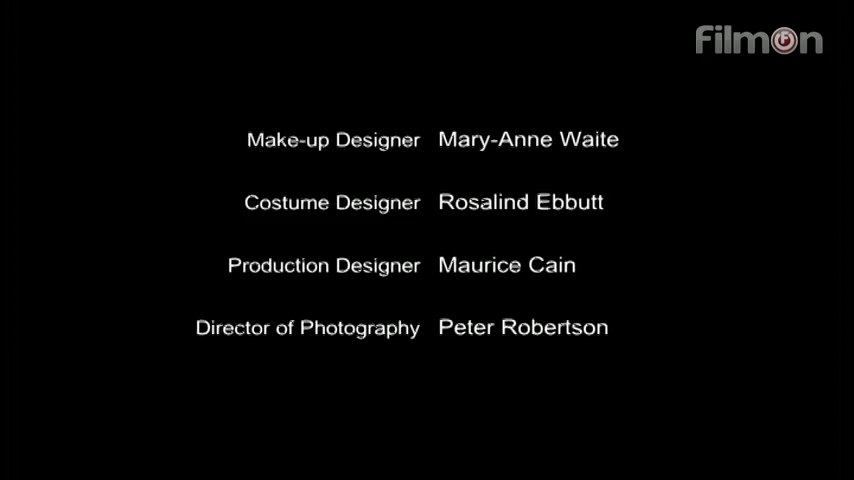 FilmOn
Make-up Designer Mary-Anne Waite
Costume Designer Rosalind Ebbutt
Production Designer Maurice Cain
Director of Photography Peter Robertson